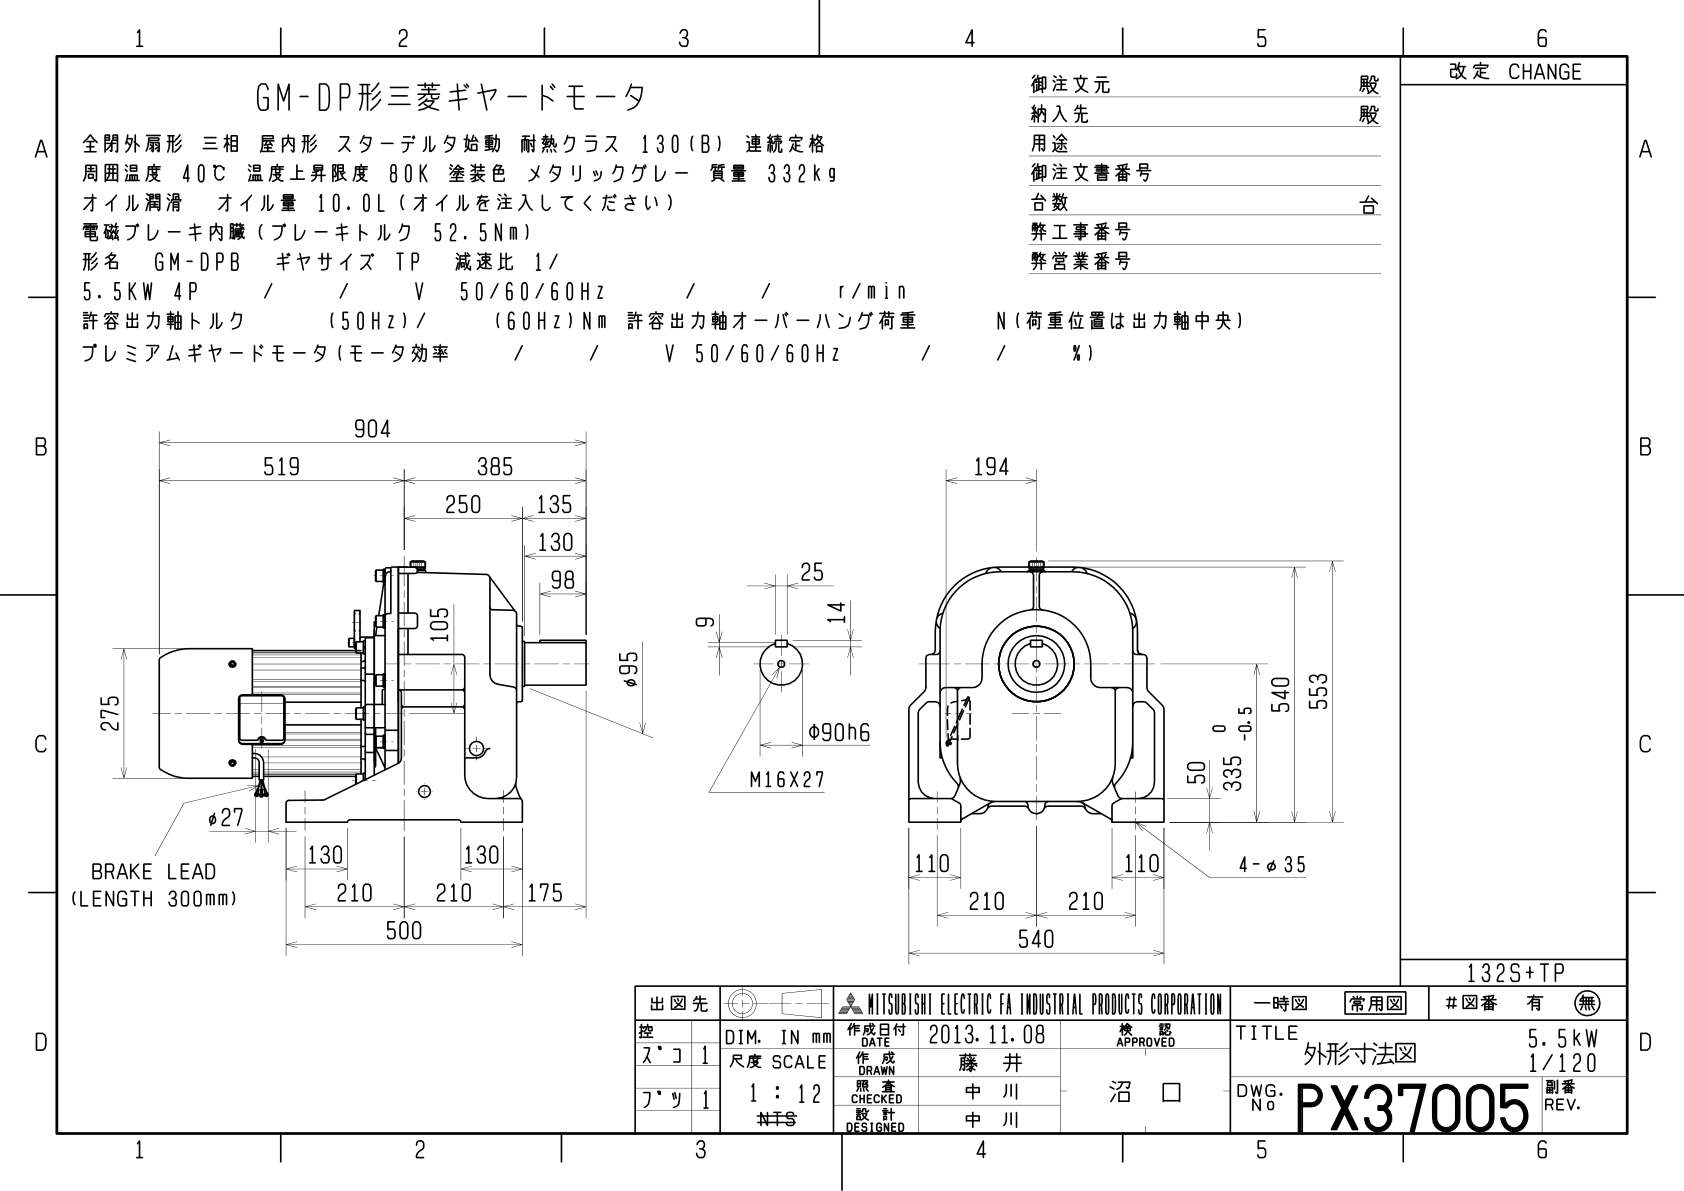 1 2 3 4 5 6
改定 CHANGE
GM-DP形三菱ギヤードモータ
全閉外扇形 三相 屋内形 スターデルタ始動 耐熱クラス 130(B) 連続定格
周囲温度 40℃ 温度上昇限度 80K 塗装色 メタリックグレー 質量 332kg
オイル潤滑 オイル量 10.0L(オイルを注入してください)
電磁ブレーキ内臓(ブレーキトルク 52.5Nm)
形名 GM-DPB ギヤサイズ TP 減速比 1/
5.5KW 4P / / V 50/60/60Hz / / r/min
許容出力軸トルク (50Hz)/ (60Hz)Nm 許容出力軸オーバーハング荷重 N(荷重位置は出力軸中央)
プレミアムギヤードモータ(モータ効率 / / V 50/60/60Hz / / %)
御注文元 殿
納入先 殿
用途
御注文書番号
台数 台
弊工事番号
弊営業番号
A A
B B
C C
D D
904
519 385
250 135
130
98
105
275
φ95
φ27
BRAKE LEAD
(LENGTH 300mm)
130 130
210 210 175
500
25
9
14
Φ90h6
M16X27
194
540
553
0
335 -0.5
50
4-φ35
110 110
210 210
540
132S+TP
出図先
控
ズコ 1
ブツ 1
DIM. IN mm
尺度 SCALE
1 : 12
NTS
MITSUBISHI ELECTRIC FA INDUSTRIAL PRODUCTS CORPORATION
作成日付 DATE 2013.11.08
作成 DRAWN 藤井
照査 CHECKED 中川
設計 DESIGNED 中川
検認 APPROVED
沼口
一時図 常用図 #図番 有 無
TITLE
外形寸法図
5.5kW
1/120
DWG. No PX37005
副番 REV.
1 2 3 4 5 6